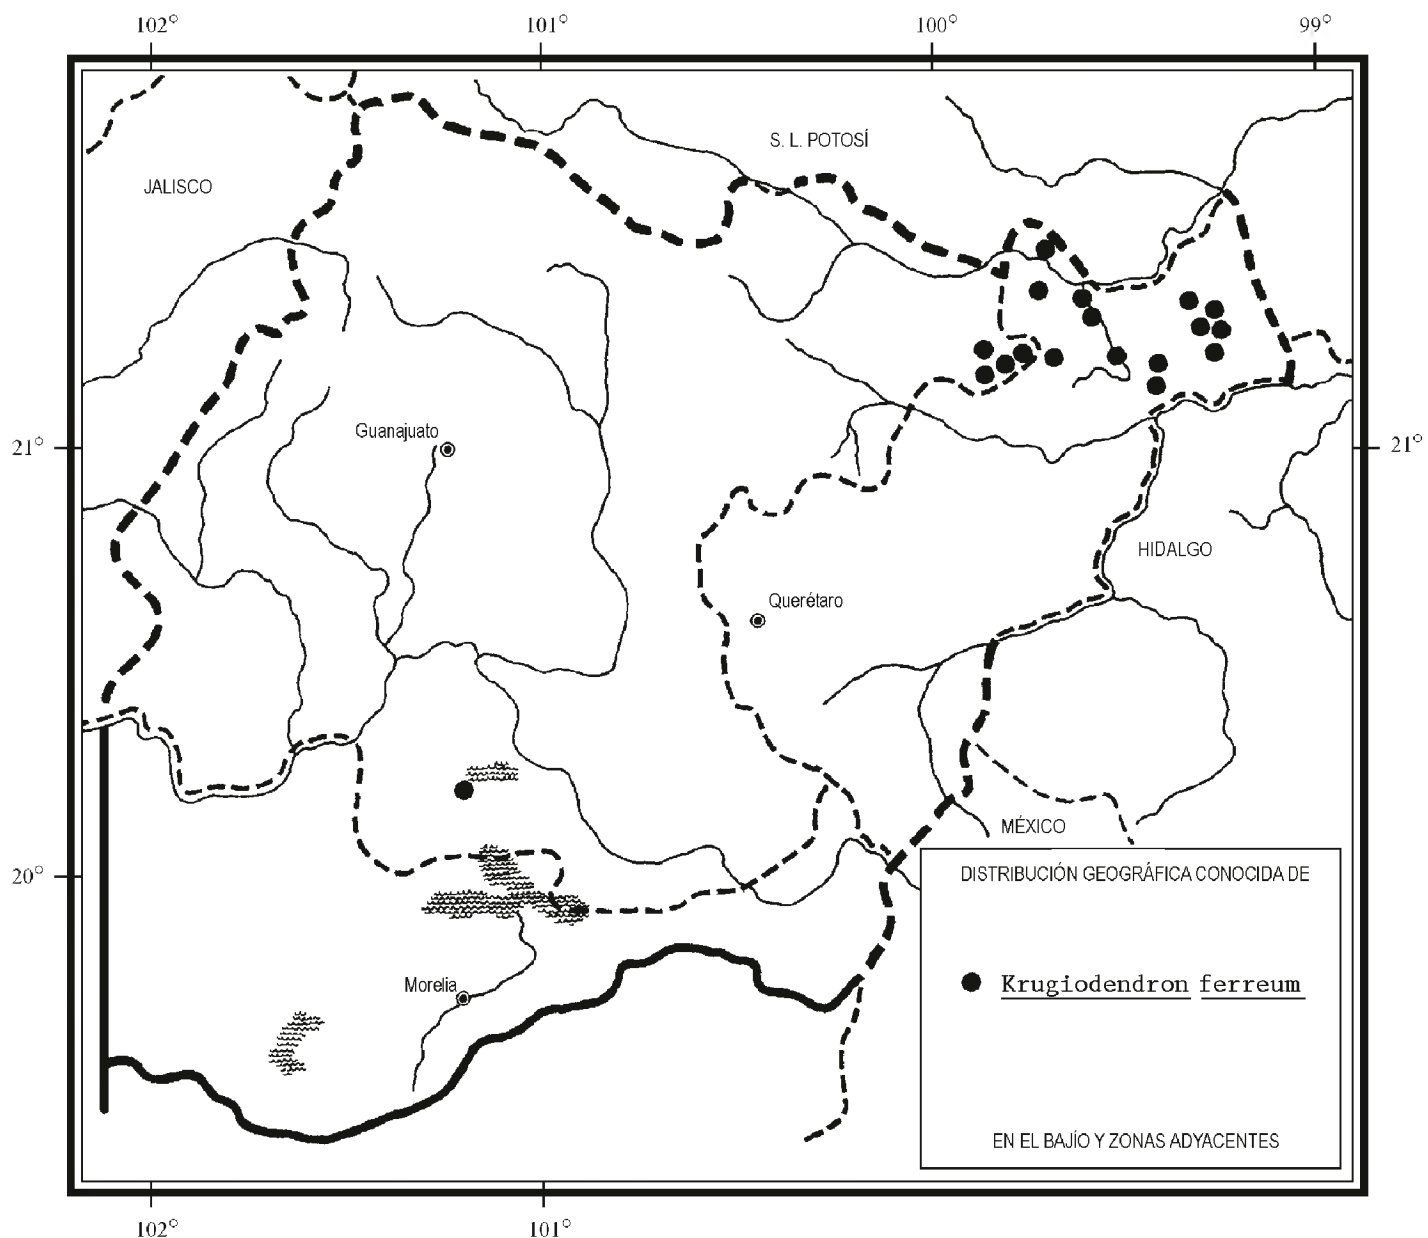 102° 101° 100° 99°
S. L. POTOSÍ
JALISCO
Guanajuato
21° 21°
HIDALGO
Querétaro
MÉXICO
20°
DISTRIBUCIÓN GEOGRÁFICA CONOCIDA DE
Krugiodendron ferreum
Morelia
EN EL BAJÍO Y ZONAS ADYACENTES
102° 101°